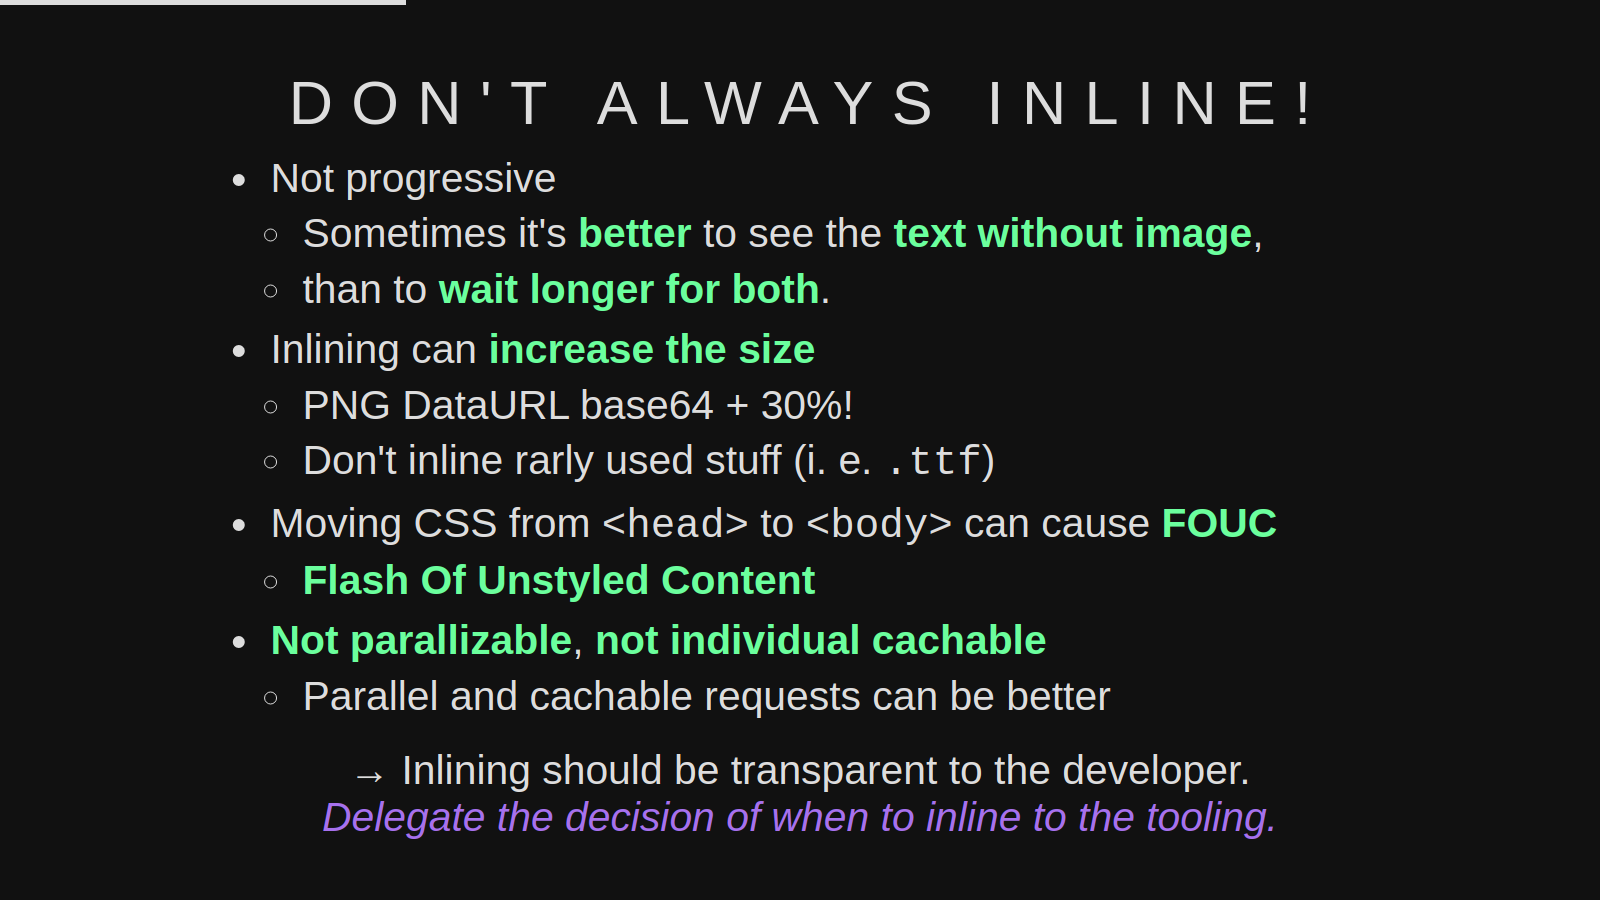 DON'T ALWAYS INLINE!
Not progressive
Sometimes it's better to see the text without image,
than to wait longer for both.
Inlining can increase the size
PNG DataURL base64 + 30%!
Don't inline rarly used stuff (i. e. .ttf)
Moving CSS from <head> to <body> can cause FOUC
Flash Of Unstyled Content
Not parallizable, not individual cachable
Parallel and cachable requests can be better
→ Inlining should be transparent to the developer.
Delegate the decision of when to inline to the tooling.